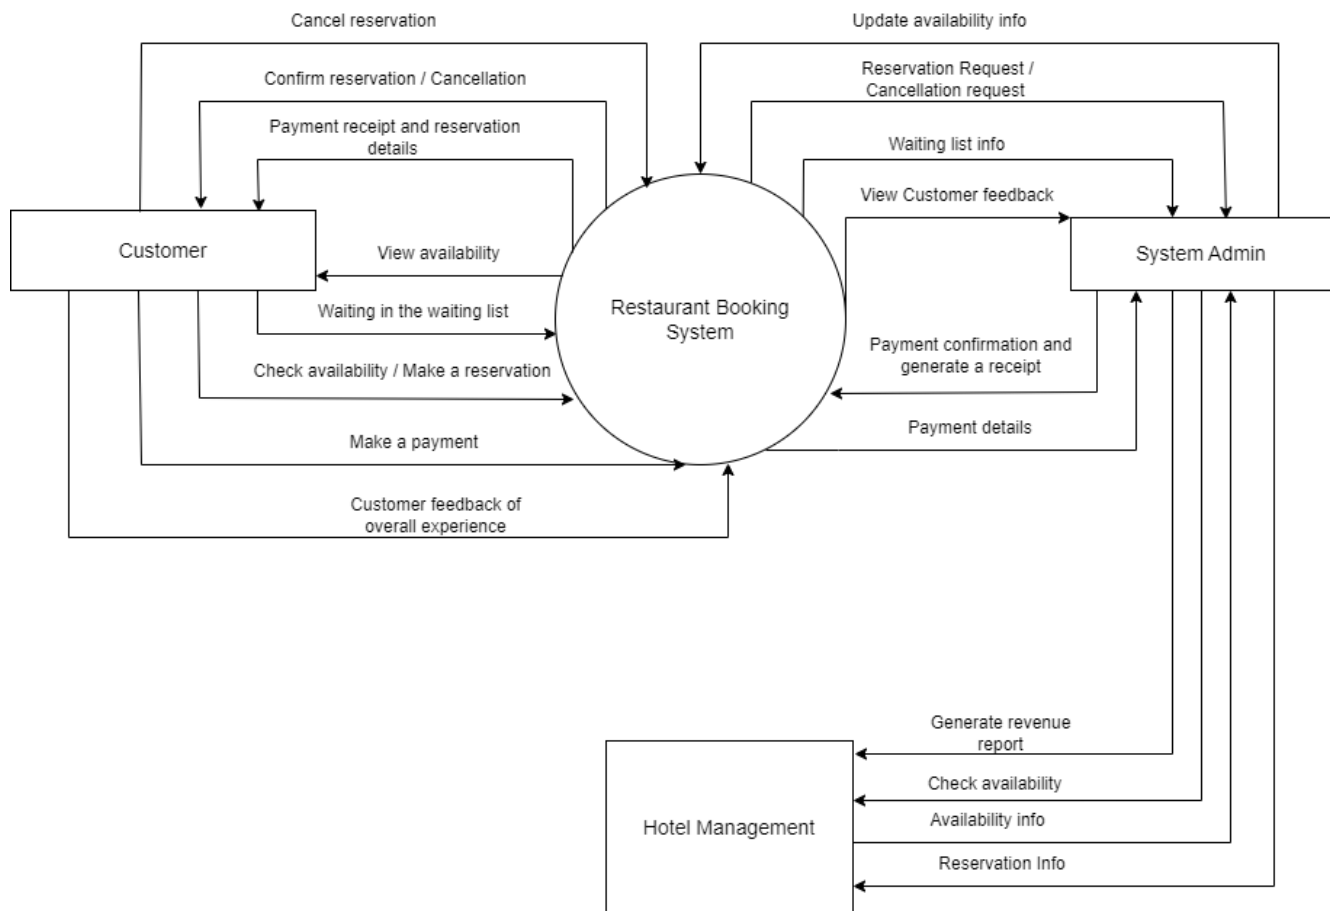 Cancel reservation
Update availability info
Confirm reservation / Cancellation
Reservation Request /
Cancellation request
Payment receipt and reservation
details
Waiting list info
View Customer feedback
Customer
View availability
System Admin
Waiting in the waiting list
Restaurant Booking
System
Check availability / Make a reservation
Payment confirmation and
generate a receipt
Make a payment
Payment details
Customer feedback of
overall experience
Generate revenue
report
Check availability
Hotel Management
Availability info
Reservation Info